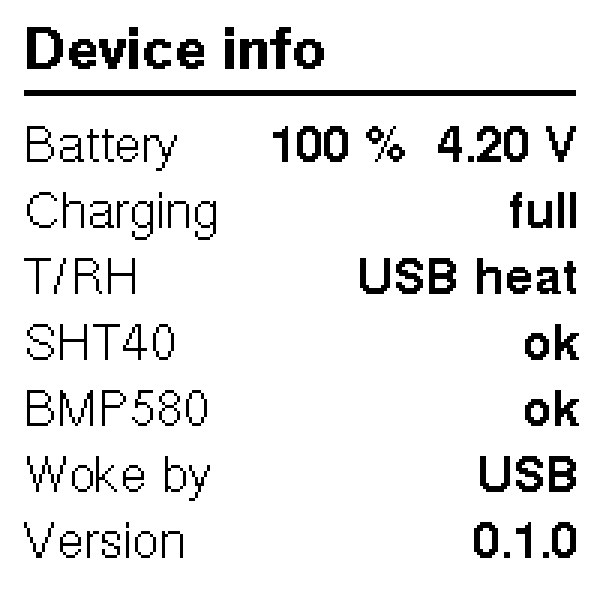 Device info
Battery 100 % 4.20 V
Charging full
T/RH USB heat
SHT40 ok
BMP580 ok
Woke by USB
Version 0.1.0